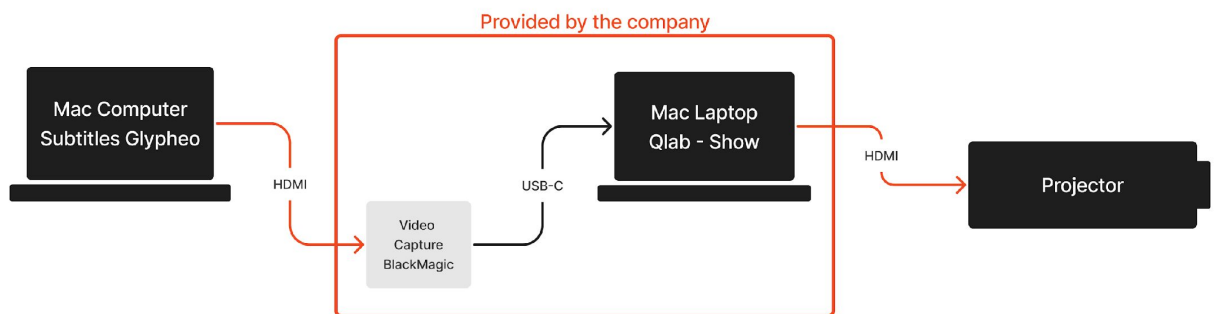 Provided by the company
Mac Computer
Subtitles Glypheo
HDMI
Video
Capture
BlackMagic
USB-C
Mac Laptop
Qlab - Show
HDMI
Projector